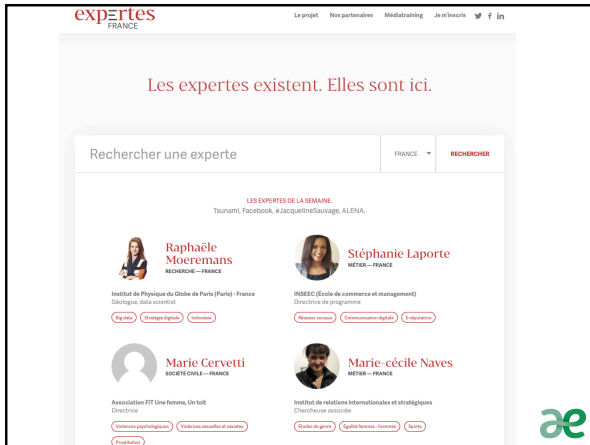 expertes
FRANCE
Le projet Nos partenaires Médiatraining Je m'inscris
Les expertes existent. Elles sont ici.
Rechercher une experte
FRANCE
RECHERCHER
LES EXPERTES DE LA SEMAINE.
Tsunami, Facebook, #JacquelineSauvage, ALENA.
Raphaële
Moeremans
RECHERCHE — FRANCE
Institut de Physique du Globe de Paris (Paris) - France
Géologue, data scientist
Big data Stratégie digitale Indonésie
Stéphanie Laporte
MÉTIER — FRANCE
INSEEC (École de commerce et management)
Directrice de programme
Réseaux sociaux Communication digitale E-réputation
Marie Cervetti
SOCIÉTÉ CIVILE — FRANCE
Association FIT Une femme, Un toit
Directrice
Violences psychologiques Violences sexuelles et sexistes
Prostitution
Marie-cécile Naves
MÉTIER — FRANCE
Institut de relations internationales et stratégiques
Chercheuse associée
Études de genre Égalité femmes - hommes Sports
ae